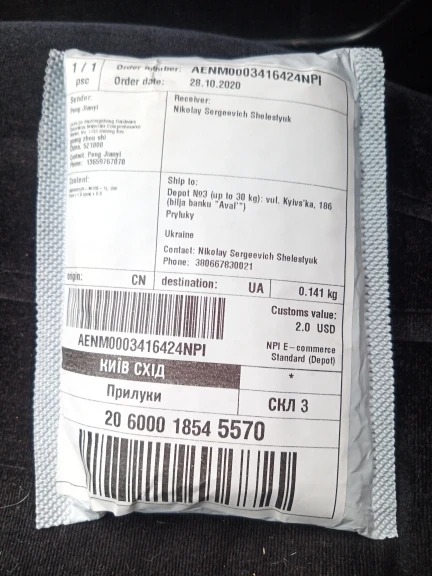 1 / 1
psc
Order number: AENM0003416424NPI
Order date: 28.10.2020
Sender:
Peng Jianyi
Contact: Peng Jianyi
Receiver:
Nikolay Sergeevich Shelestyuk
Ship to:
Depot №3 (up to 30 kg): vul. Kyivs'ka, 186
(bilja banku "Aval'")
Pryluky
Ukraine
Contact: Nikolay Sergeevich Shelestyuk
Phone: 380667830021
origin: CN destination: UA 0.141 kg
Customs value:
2.0 USD
AENM0003416424NPI
NPI E-commerce
Standard (Depot)
КИЇВ СХІД *
Прилуки СКЛ 3
20 6000 1854 5570